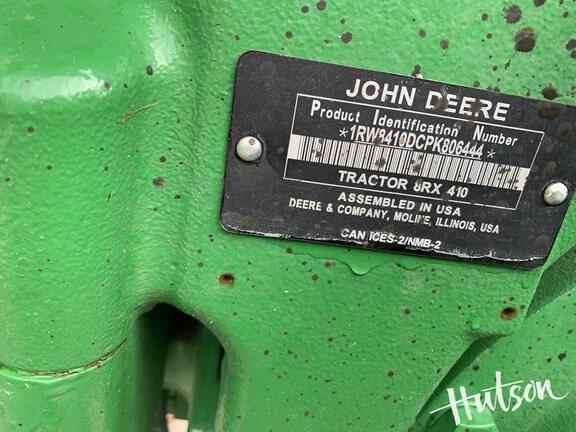 JOHN DEERE
Product Identification Number
*1RW8410DCPK806444*
TRACTOR 8RX 410
ASSEMBLED IN USA
DEERE & COMPANY, MOLINE, ILLINOIS, USA
CAN ICES-2/NMB-2
Hutson